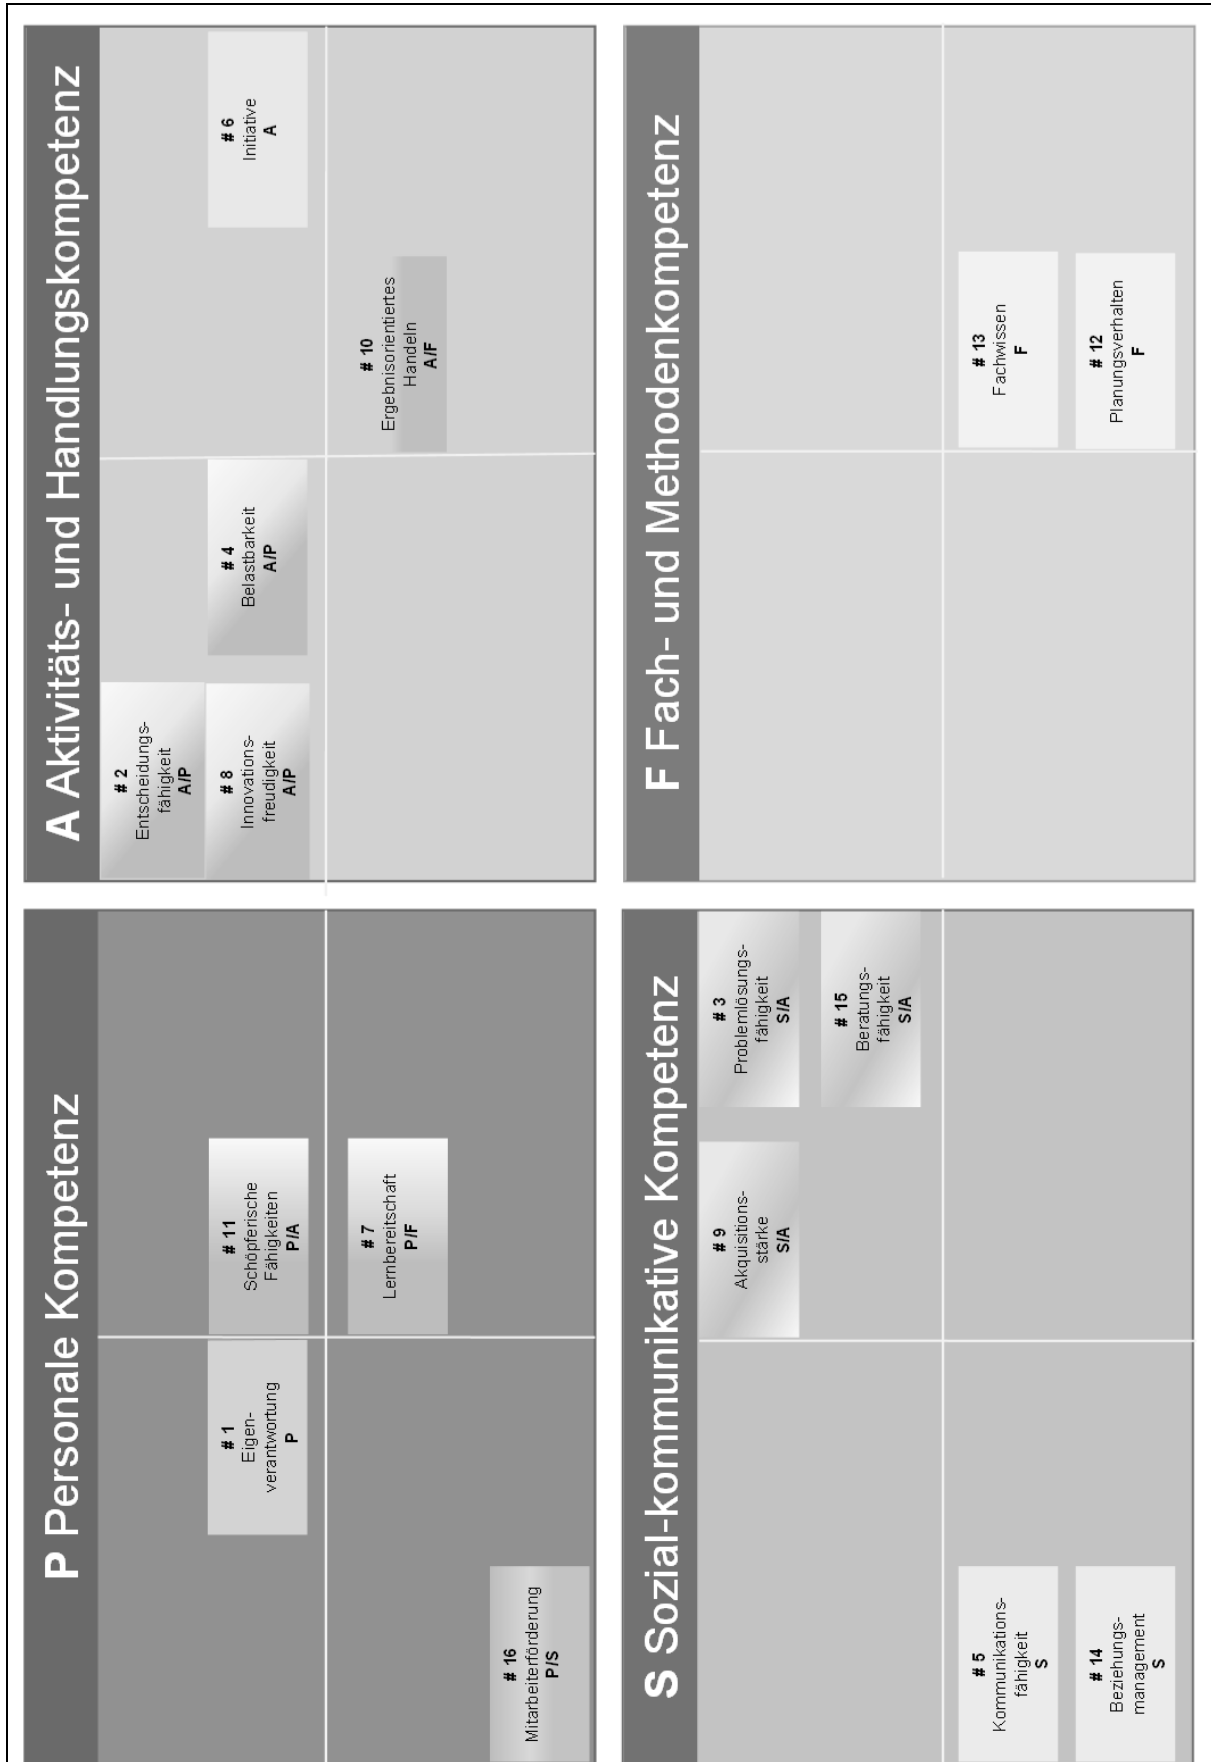 P Personale Kompetenz
# 1
Eigen-
verantwortung
P
# 11
Schöpferische
Fähigkeiten
P/A
# 7
Lernbereitschaft
P/F
# 16
Mitarbeiterförderung
P/S
A Aktivitäts- und Handlungskompetenz
# 2
Entscheidungs-
fähigkeit
A/P
# 8
Innovations-
freudigkeit
A/P
# 4
Belastbarkeit
A/P
# 6
Initiative
A
# 10
Ergebnisorientiertes
Handeln
A/F
S Sozial-kommunikative Kompetenz
# 9
Akquisitions-
stärke
S/A
# 3
Problemlösungs-
fähigkeit
S/A
# 15
Beratungs-
fähigkeit
S/A
# 5
Kommunikations-
fähigkeit
S
# 14
Beziehungs-
management
S
F Fach- und Methodenkompetenz
# 13
Fachwissen
F
# 12
Planungsverhalten
F